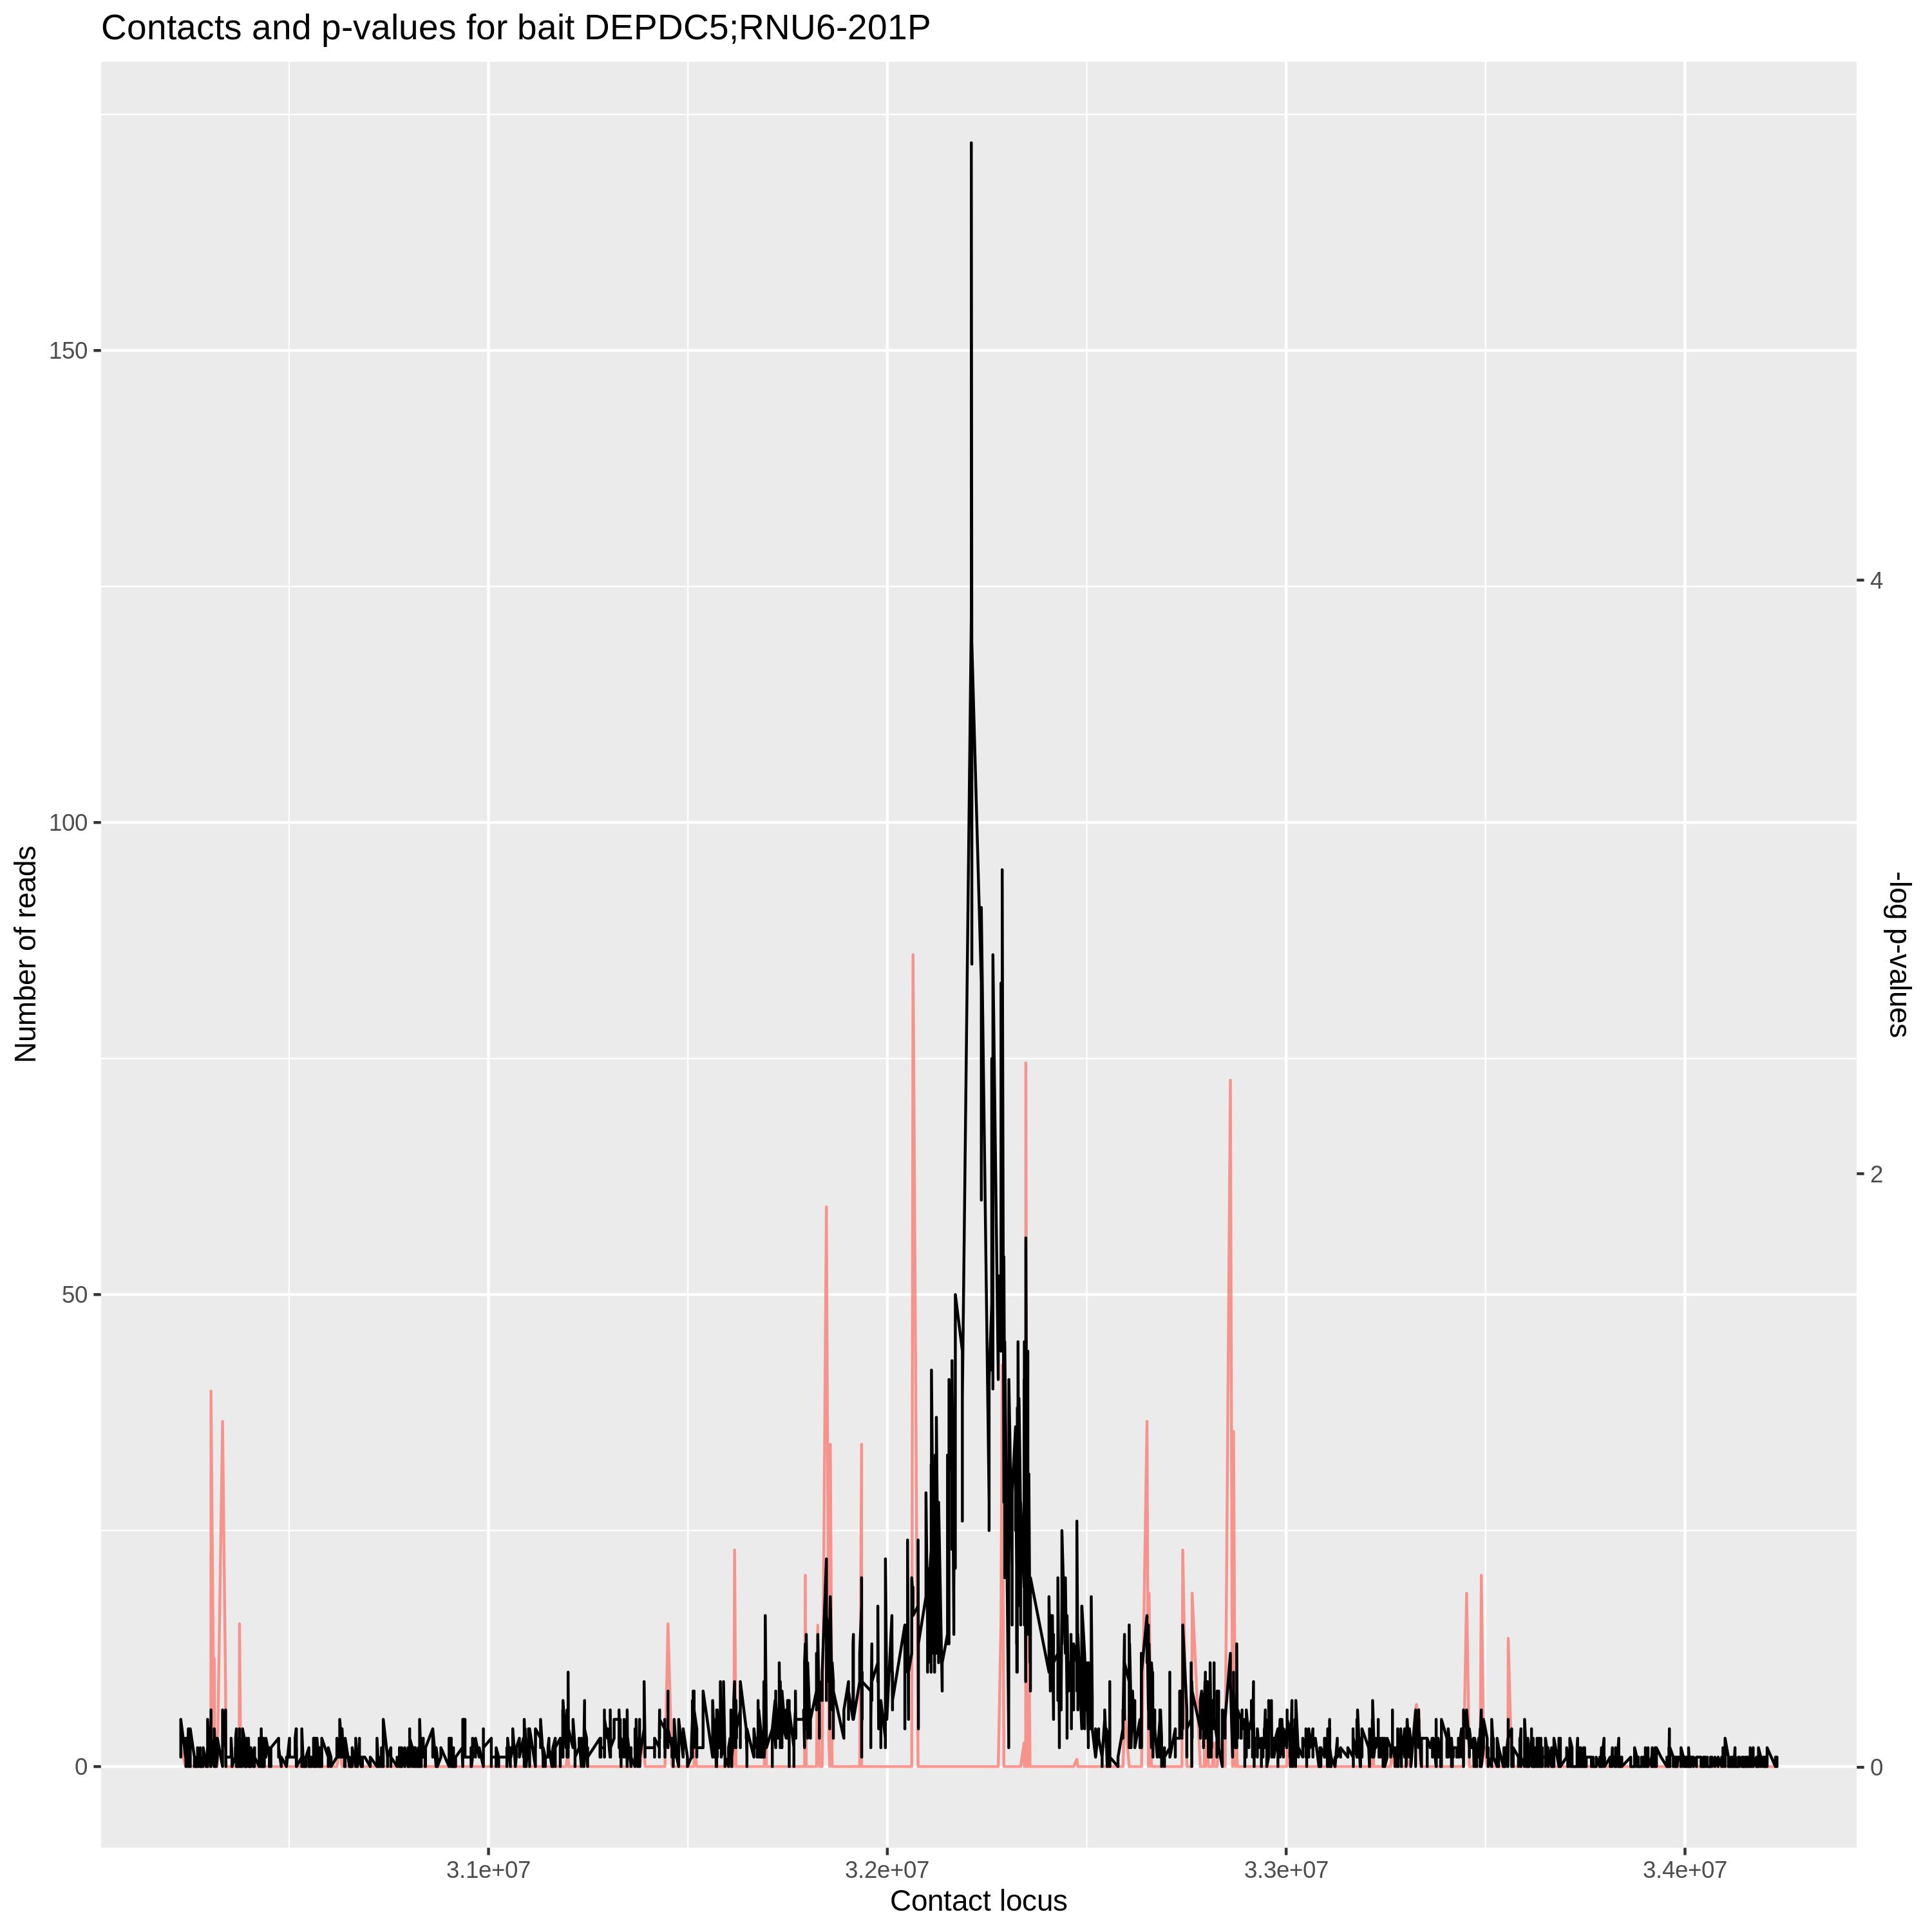 Contacts and p-values for bait DEPDC5;RNU6-201P
150
100
50
0
Number of reads
4
2
0
-log p-values
3.1e+07
3.2e+07
3.3e+07
3.4e+07
Contact locus